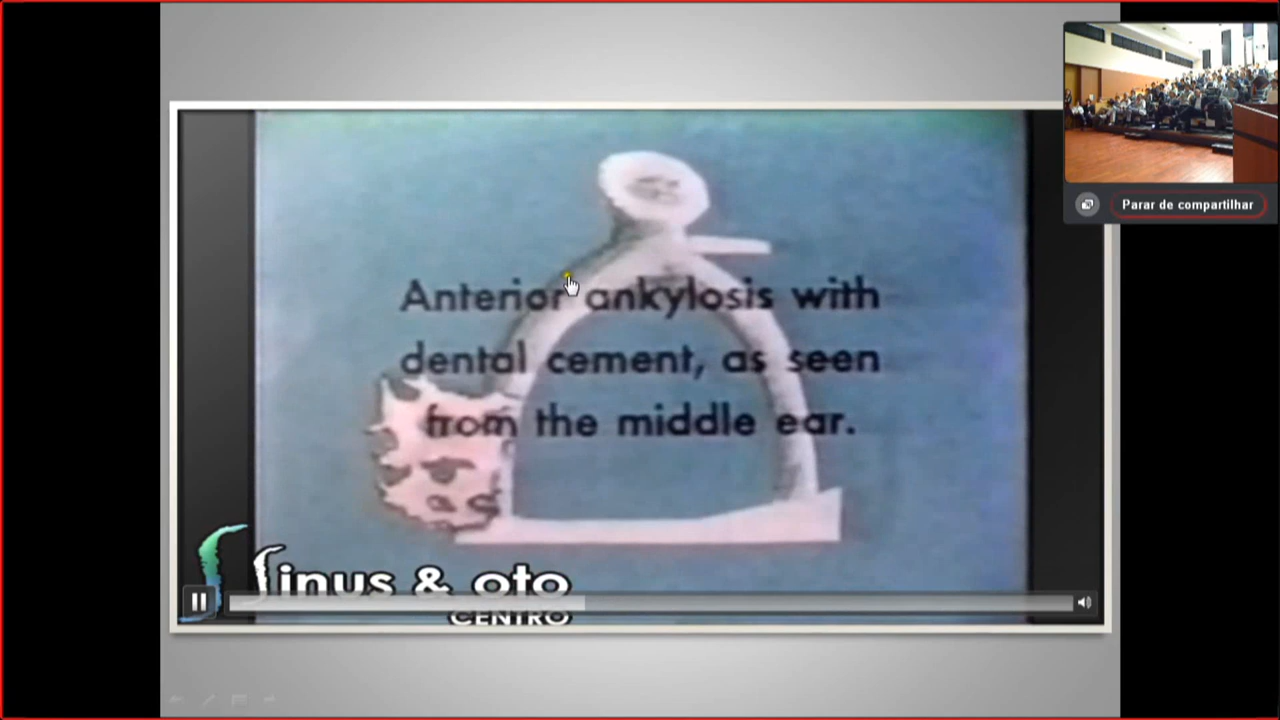 Anterior ankylosis with
dental cement, as seen
from the middle ear.
Sinus & oto
CENTRO
Parar de compartilhar